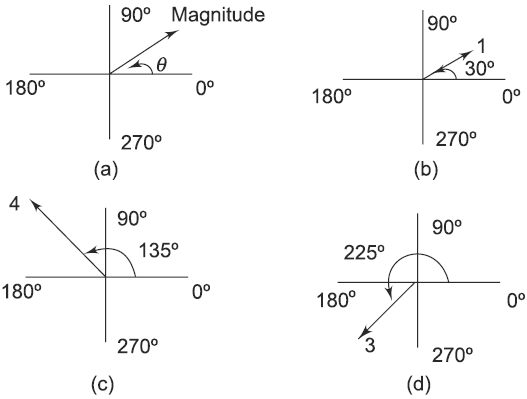 90º Magnitude
θ
180º 0º
270º
(a)
90º
1
30º
180º 0º
270º
(b)
4
90º
135º
180º 0º
270º
(c)
90º
225º
180º 0º
3
270º
(d)